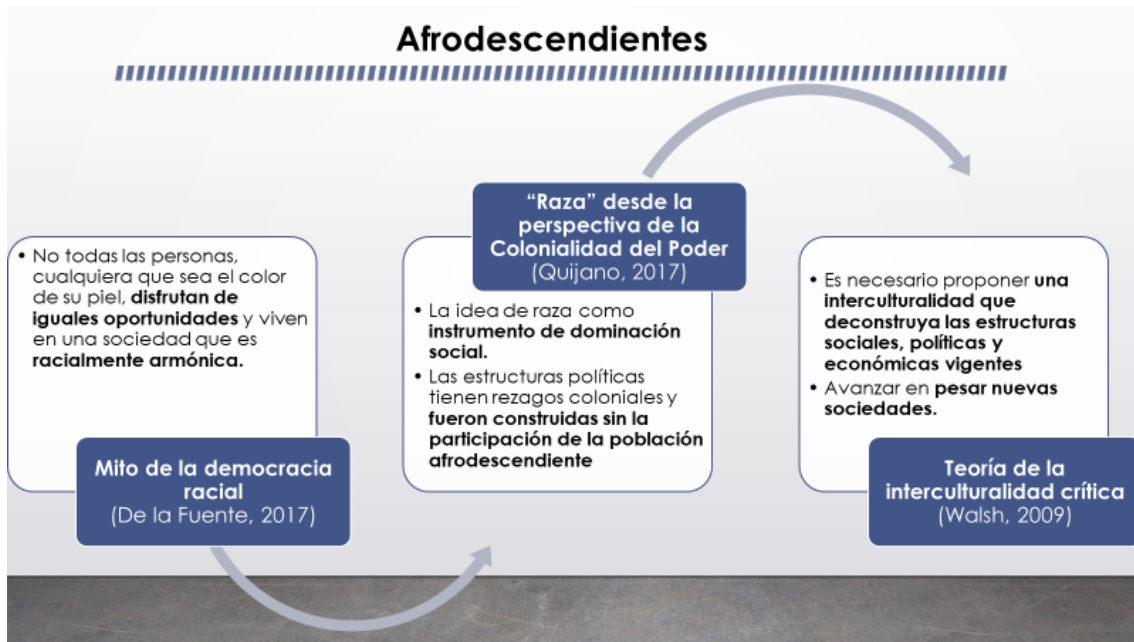 Afrodescendientes
• No todas las personas,
cualquiera que sea el color
de su piel, disfrutan de
iguales oportunidades y viven
en una sociedad que es
racialmente armónica.
Mito de la democracia
racial
(De la Fuente, 2017)
“Raza” desde la
perspectiva de la
Colonialidad del Poder
(Quijano, 2017)
• La idea de raza como
instrumento de dominación
social.
• Las estructuras políticas
tienen rezagos coloniales y
fueron construidas sin la
participación de la población
afrodescendiente
• Es necesario proponer una
interculturalidad que
deconstruya las estructuras
sociales, políticas y
económicas vigentes
• Avanzar en pesar nuevas
sociedades.
Teoría de la
interculturalidad crítica
(Walsh, 2009)